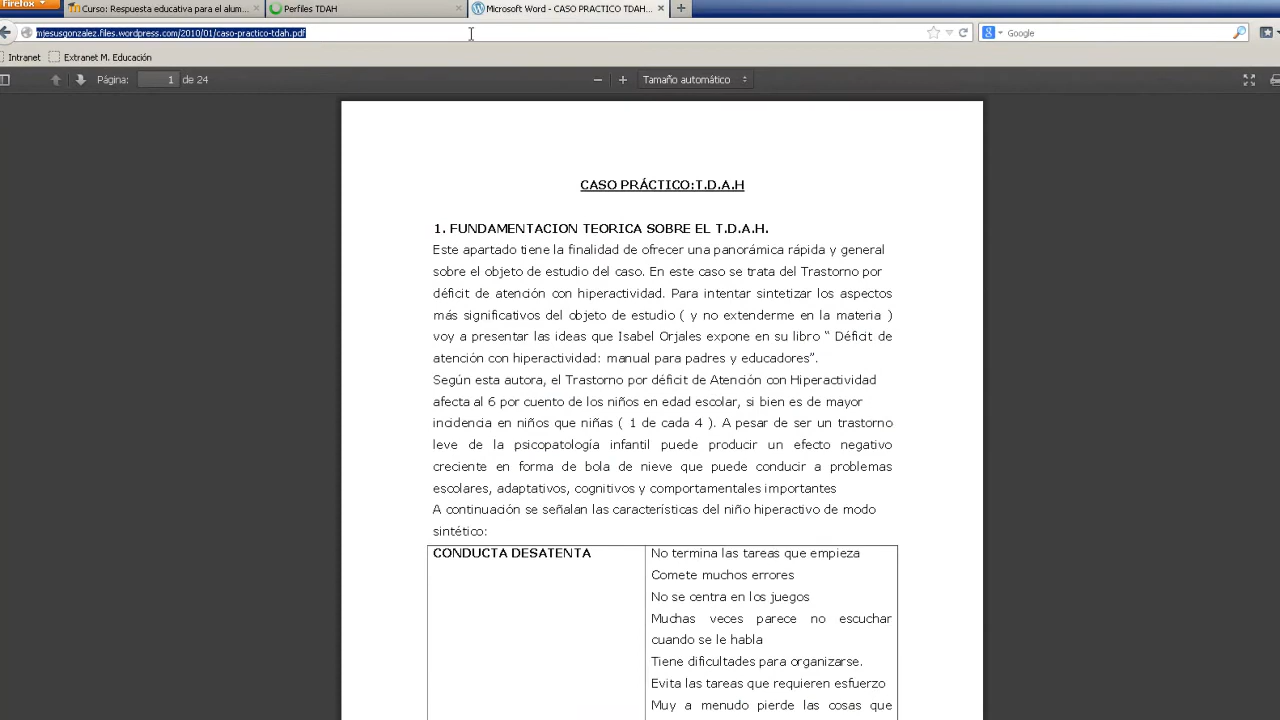 Firefox
Curso: Respuesta educativa para el alum...
Perfiles TDAH
Microsoft Word - CASO PRACTICO TDAH...
mjesusgonzalez.files.wordpress.com/2010/01/caso-practico-tdah.pdf
Google
Intranet
Extranet M. Educación
Página: 1 de 24
Tamaño automático
CASO PRÁCTICO:T.D.A.H
1. FUNDAMENTACION TEORICA SOBRE EL T.D.A.H.
Este apartado tiene la finalidad de ofrecer una panorámica rápida y general
sobre el objeto de estudio del caso. En este caso se trata del Trastorno por
déficit de atención con hiperactividad. Para intentar sintetizar los aspectos
más significativos del objeto de estudio ( y no extenderme en la materia )
voy a presentar las ideas que Isabel Orjales expone en su libro “ Déficit de
atención con hiperactividad: manual para padres y educadores”.
Según esta autora, el Trastorno por déficit de Atención con Hiperactividad
afecta al 6 por cuento de los niños en edad escolar, si bien es de mayor
incidencia en niños que niñas ( 1 de cada 4 ). A pesar de ser un trastorno
leve de la psicopatología infantil puede producir un efecto negativo
creciente en forma de bola de nieve que puede conducir a problemas
escolares, adaptativos, cognitivos y comportamentales importantes
A continuación se señalan las características del niño hiperactivo de modo
sintético:
CONDUCTA DESATENTA
No termina las tareas que empieza
Comete muchos errores
No se centra en los juegos
Muchas veces parece no escuchar
cuando se le habla
Tiene dificultades para organizarse.
Evita las tareas que requieren esfuerzo
Muy a menudo pierde las cosas que